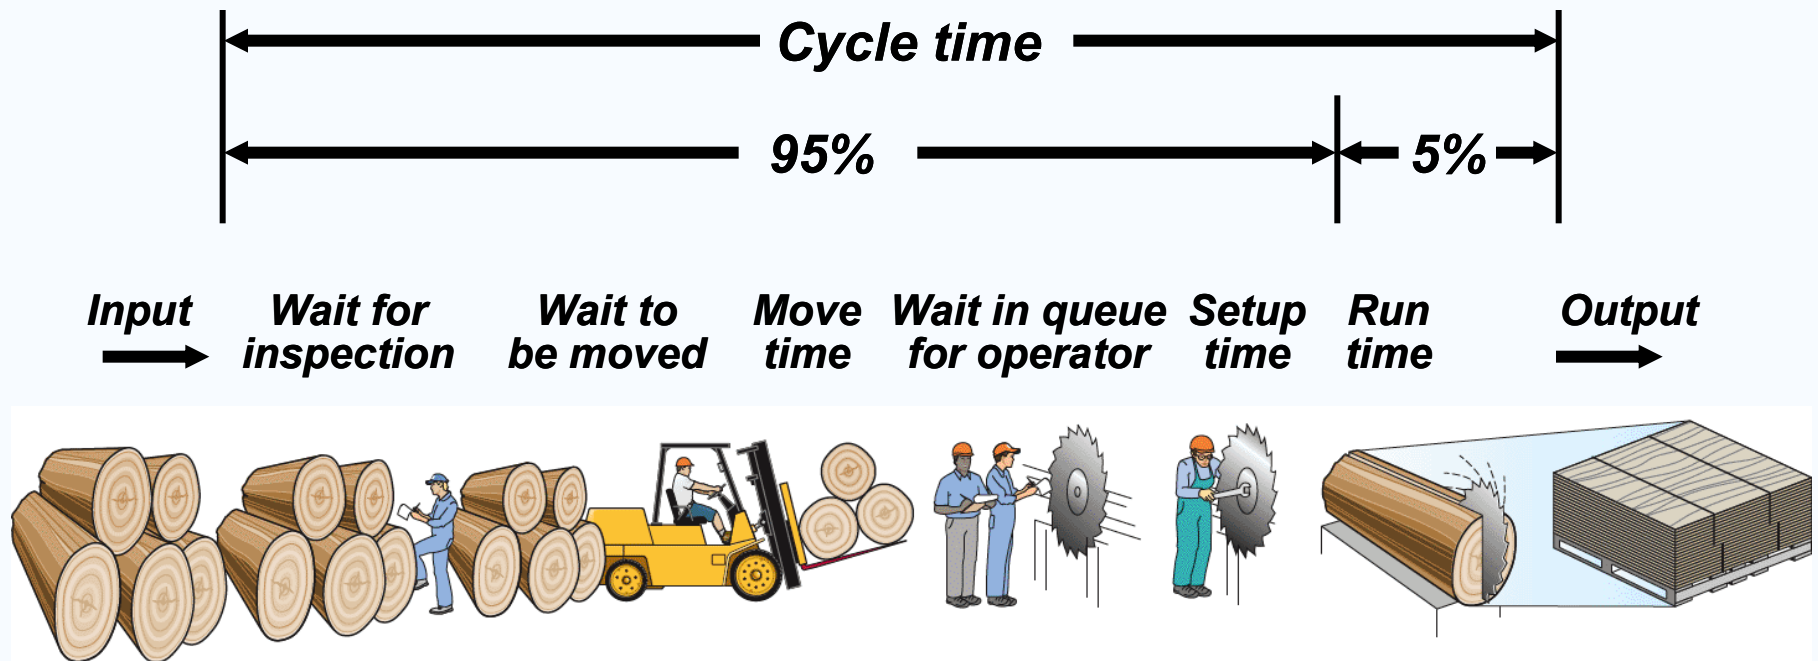 Cycle time
95%
5%
Input
Wait for
inspection
Wait to
be moved
Move
time
Wait in queue
for operator
Setup
time
Run
time
Output